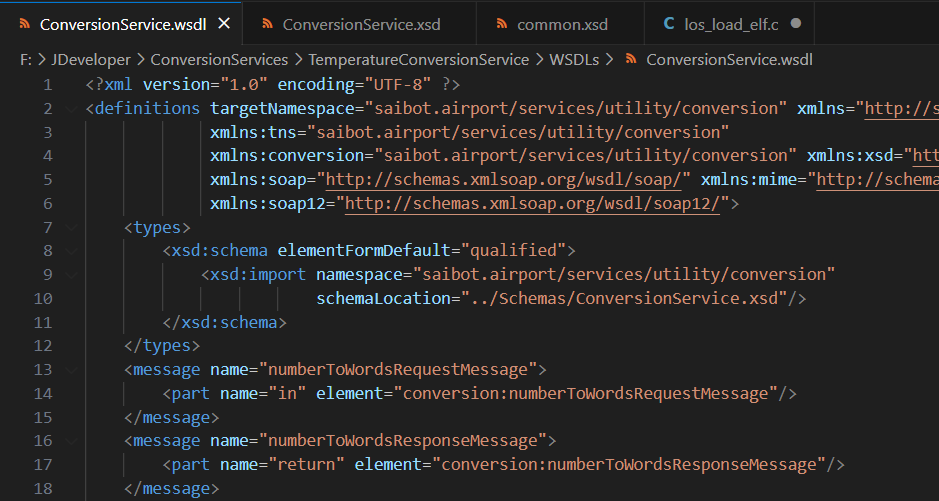 ConversionService.wsdl ConversionService.xsd common.xsd C los_load_elf.c
F: > JDeveloper > ConversionServices > TemperatureConversionService > WSDLs > ConversionService.wsdl
1 <?xml version="1.0" encoding="UTF-8" ?>
2 <definitions targetNamespace="saibot.airport/services/utility/conversion" xmlns="http://s
3 xmlns:tns="saibot.airport/services/utility/conversion"
4 xmlns:conversion="saibot.airport/services/utility/conversion" xmlns:xsd="htt
5 xmlns:soap="http://schemas.xmlsoap.org/wsdl/soap/" xmlns:mime="http://schema
6 xmlns:soap12="http://schemas.xmlsoap.org/wsdl/soap12/">
7 <types>
8 <xsd:schema elementFormDefault="qualified">
9 <xsd:import namespace="saibot.airport/services/utility/conversion"
10 schemaLocation="../Schemas/ConversionService.xsd"/>
11 </xsd:schema>
12 </types>
13 <message name="numberToWordsRequestMessage">
14 <part name="in" element="conversion:numberToWordsRequestMessage"/>
15 </message>
16 <message name="numberToWordsResponseMessage">
17 <part name="return" element="conversion:numberToWordsResponseMessage"/>
18 </message>